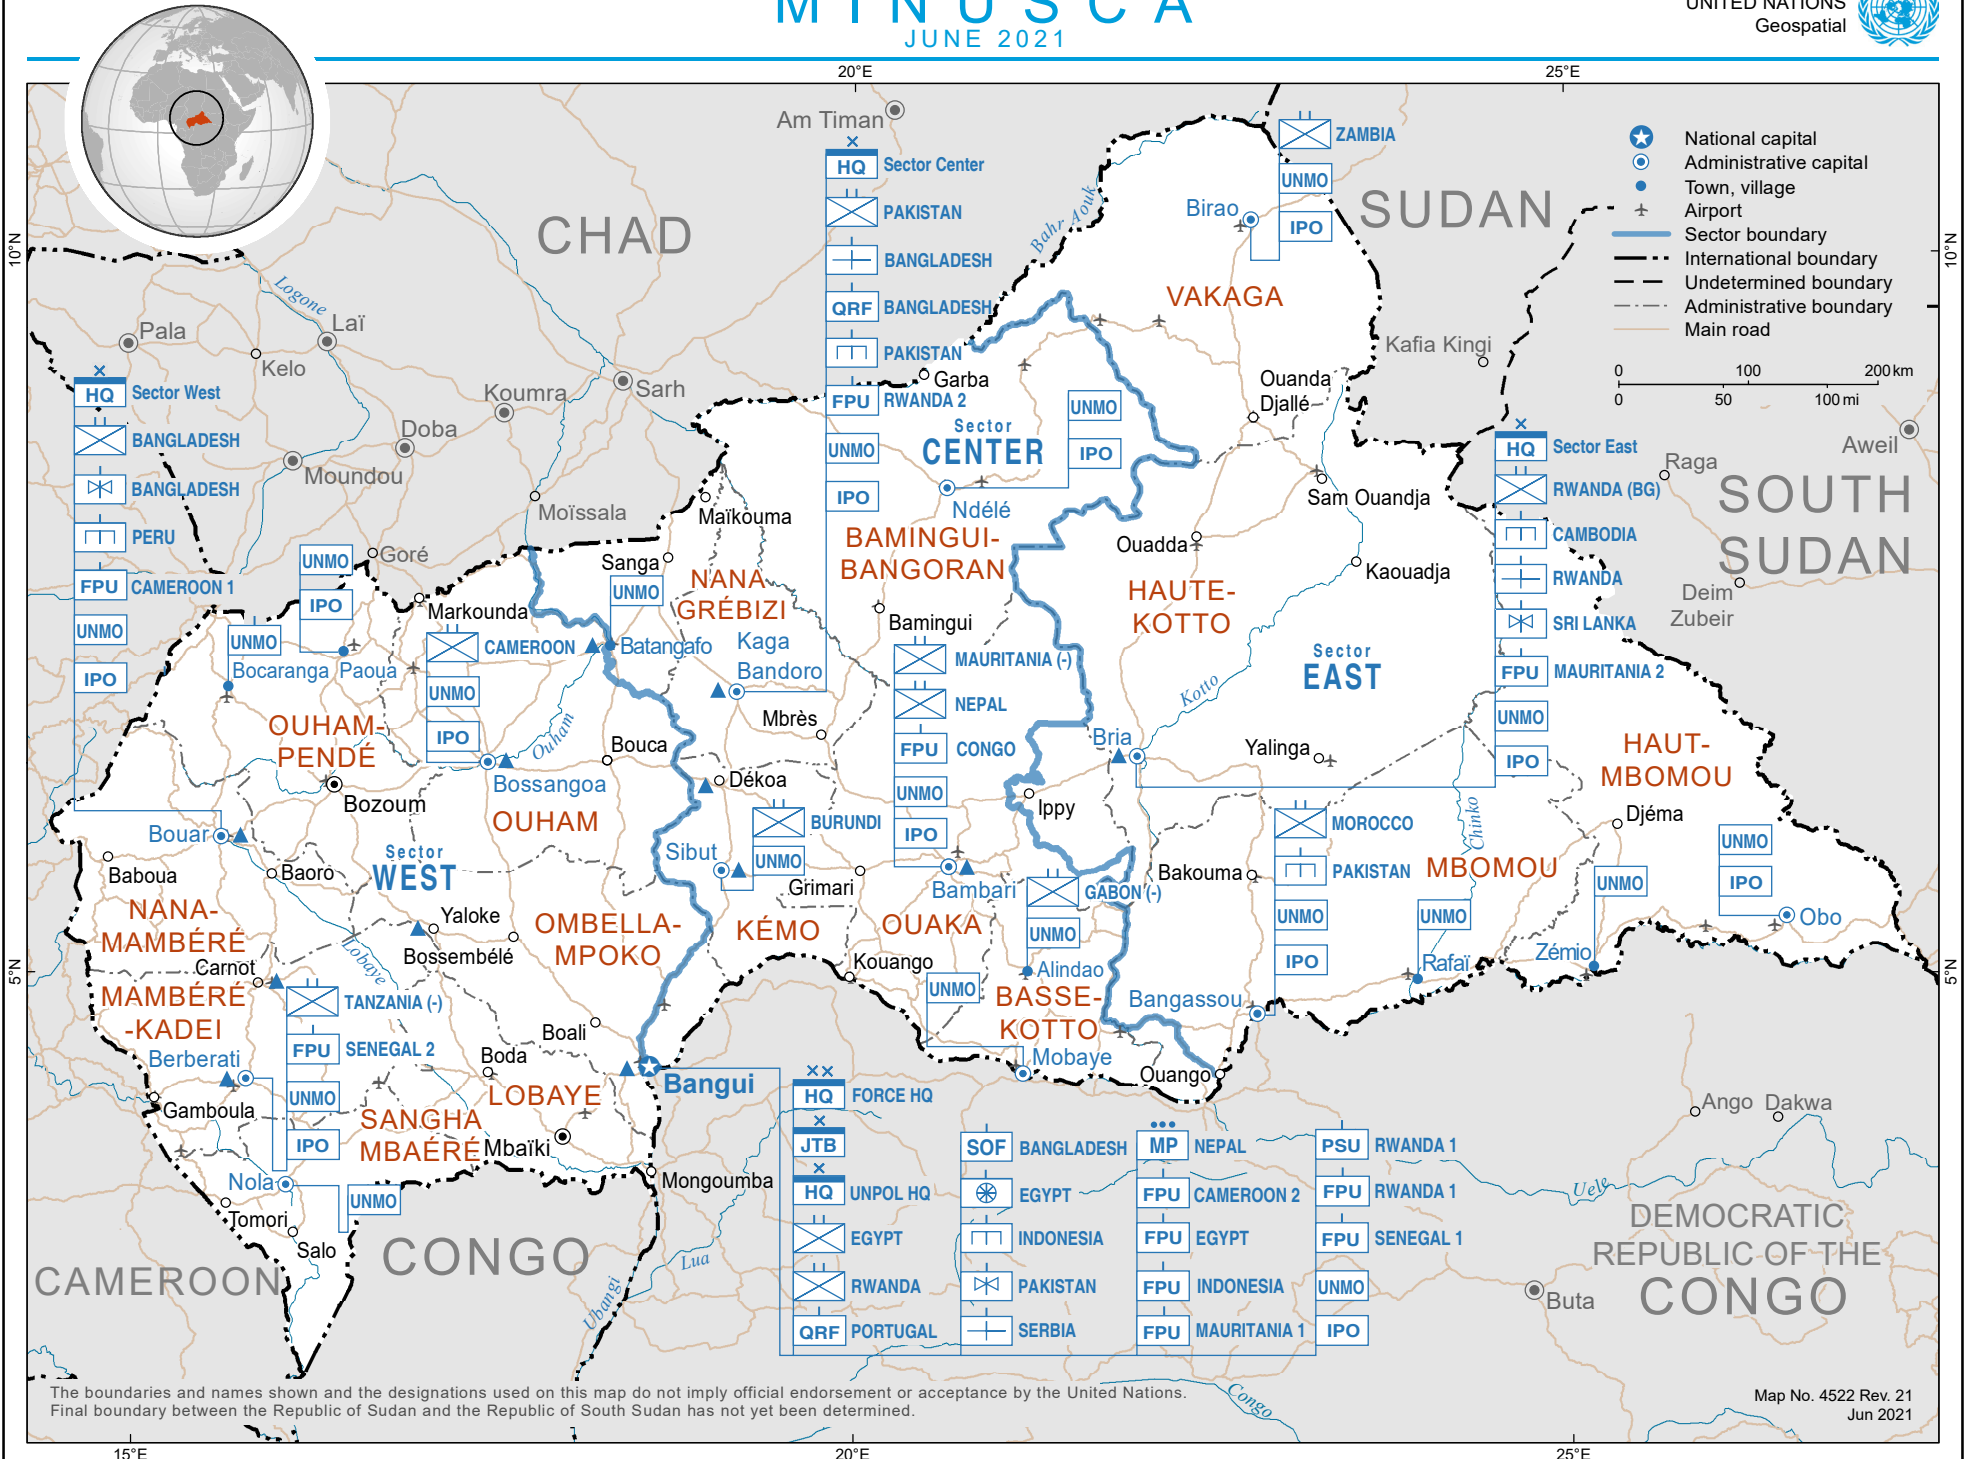 MINUSCA
JUNE 2021
UNITED NATIONS
Geospatial
20°E
25°E
10°N
10°N
5°N
5°N
15°E
20°E
25°E
National capital
Administrative capital
Town, village
Airport
Sector boundary
International boundary
Undetermined boundary
Administrative boundary
Main road
0 100 200 km
0 50 100 mi
CHAD
SUDAN
SOUTH
SUDAN
CAMEROON
CONGO
DEMOCRATIC
REPUBLIC OF THE
CONGO
Am Timan
Pala
Laï
Kelo
Koumra
Sarh
Doba
Moundou
Moïssala
Goré
Kafia Kingi
Aweil
Raga
Deim
Zubeir
Ango
Dakwa
Buta
Logone
Bahr Aouk
Ouham
Kotto
Chinko
Lobaye
Ubangi
Lua
Uele
Congo
HQ Sector West
BANGLADESH
BANGLADESH
PERU
FPU CAMEROON 1
UNMO
IPO
HQ Sector Center
PAKISTAN
BANGLADESH
QRF BANGLADESH
PAKISTAN
FPU RWANDA 2
UNMO
IPO
ZAMBIA
UNMO
IPO
Birao
VAKAGA
Garba
Ouanda
Djallé
Sector
CENTER
UNMO
IPO
Ndélé
BAMINGUI-
BANGORAN
Sam Ouandja
Ouadda
Kaouadja
HAUTE-
KOTTO
Sector
EAST
HQ Sector East
RWANDA (BG)
CAMBODIA
RWANDA
SRI LANKA
FPU MAURITANIA 2
UNMO
IPO
Maïkouma
Sanga
UNMO
NANA
GRÉBIZI
Kaga
Bandoro
Batangafo
Markounda
UNMO
IPO
UNMO
Bocaranga
Paoua
CAMEROON
UNMO
IPO
Bossangoa
OUHAM-
PENDÉ
Bozoum
OUHAM
Bouca
Mbrès
Dékoa
Bamingui
MAURITANIA (-)
NEPAL
FPU CONGO
UNMO
IPO
Bambari
Bria
Ippy
Yalinga
HAUT-
MBOMOU
Djéma
BURUNDI
UNMO
Sibut
Grimari
GABON (-)
UNMO
Alindao
MOROCCO
PAKISTAN
UNMO
IPO
Bakouma
MBOMOU
UNMO
Rafaï
UNMO
Zémio
UNMO
IPO
Obo
Bouar
Baboua
Baoro
Sector
WEST
NANA-
MAMBÉRÉ
Yaloke
Bossembélé
OMBELLA-
MPOKO
KÉMO
OUAKA
Kouango
Carnot
MAMBÉRÉ
-KADEI
Berberati
TANZANIA (-)
FPU SENEGAL 2
UNMO
IPO
Gamboula
Boali
Boda
LOBAYE
SANGHA
MBAÉRÉ
Mbaïki
Nola
UNMO
Tomori
Salo
Mongoumba
Bangui
UNMO
BASSE-
KOTTO
Mobaye
Bangassou
Ouango
HQ FORCE HQ
JTB
HQ UNPOL HQ
EGYPT
RWANDA
QRF PORTUGAL
SOF BANGLADESH
EGYPT
INDONESIA
PAKISTAN
SERBIA
MP NEPAL
FPU CAMEROON 2
FPU EGYPT
FPU INDONESIA
FPU MAURITANIA 1
PSU RWANDA 1
FPU RWANDA 1
FPU SENEGAL 1
UNMO
IPO
The boundaries and names shown and the designations used on this map do not imply official endorsement or acceptance by the United Nations.
Final boundary between the Republic of Sudan and the Republic of South Sudan has not yet been determined.
Map No. 4522 Rev. 21
Jun 2021